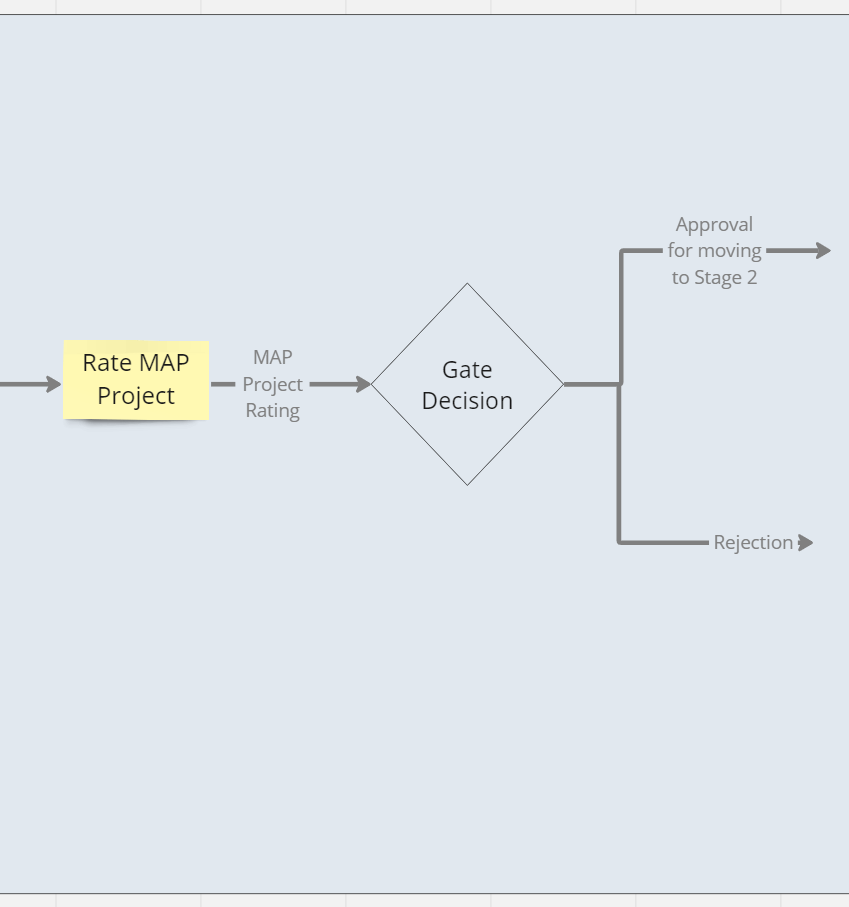 Rate MAP
Project
MAP
Project
Rating
Gate
Decision
Approval
for moving
to Stage 2
Rejection